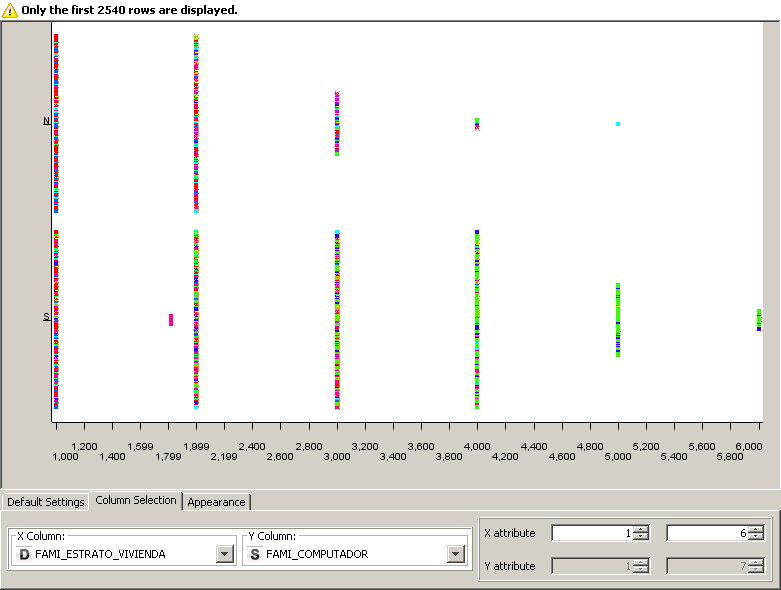 Only the first 2540 rows are displayed.
N
S
1,200 1,599 1,999 2,400 2,800 3,200 3,600 4,000 4,400 4,800 5,200 5,600 6,000
1,000 1,400 1,799 2,199 2,600 3,000 3,400 3,800 4,200 4,600 5,000 5,400 5,800
Default Settings Column Selection Appearance
X Column: Y Column:
D FAMI_ESTRATO_VIVIENDA S FAMI_COMPUTADOR
X attribute 1 6
Y attribute 1 7